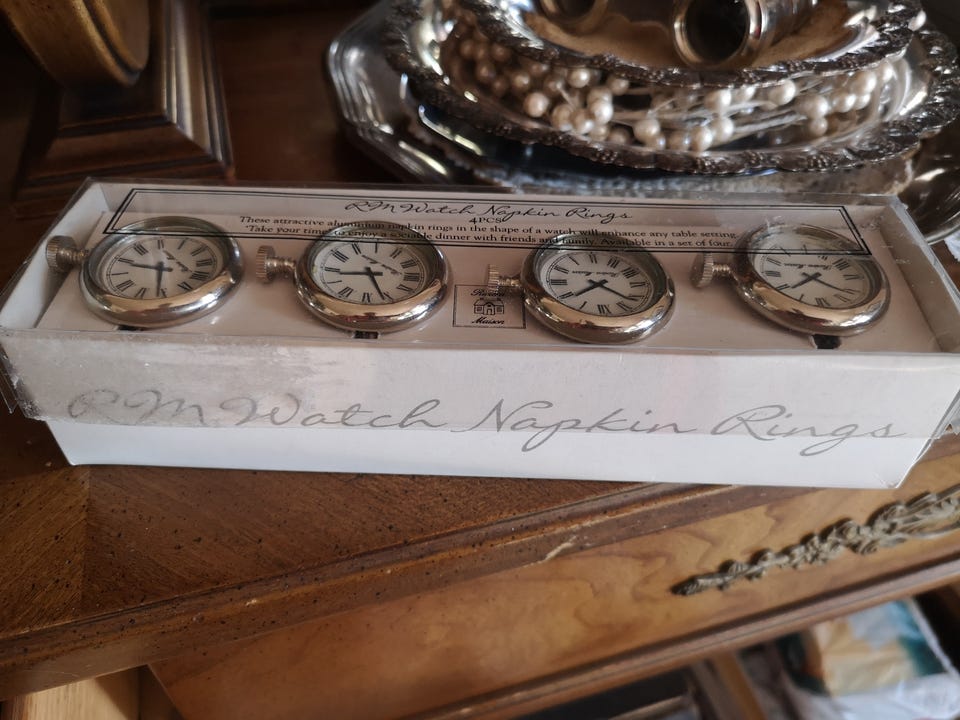 RM Watch Napkin Rings
4PCS
These attractive aluminium napkin rings in the shape of a watch will enhance any table setting.
"Take your time" to enjoy a sociable dinner with friends and family. Available in a set of four.
Maison
RM Watch Napkin Rings